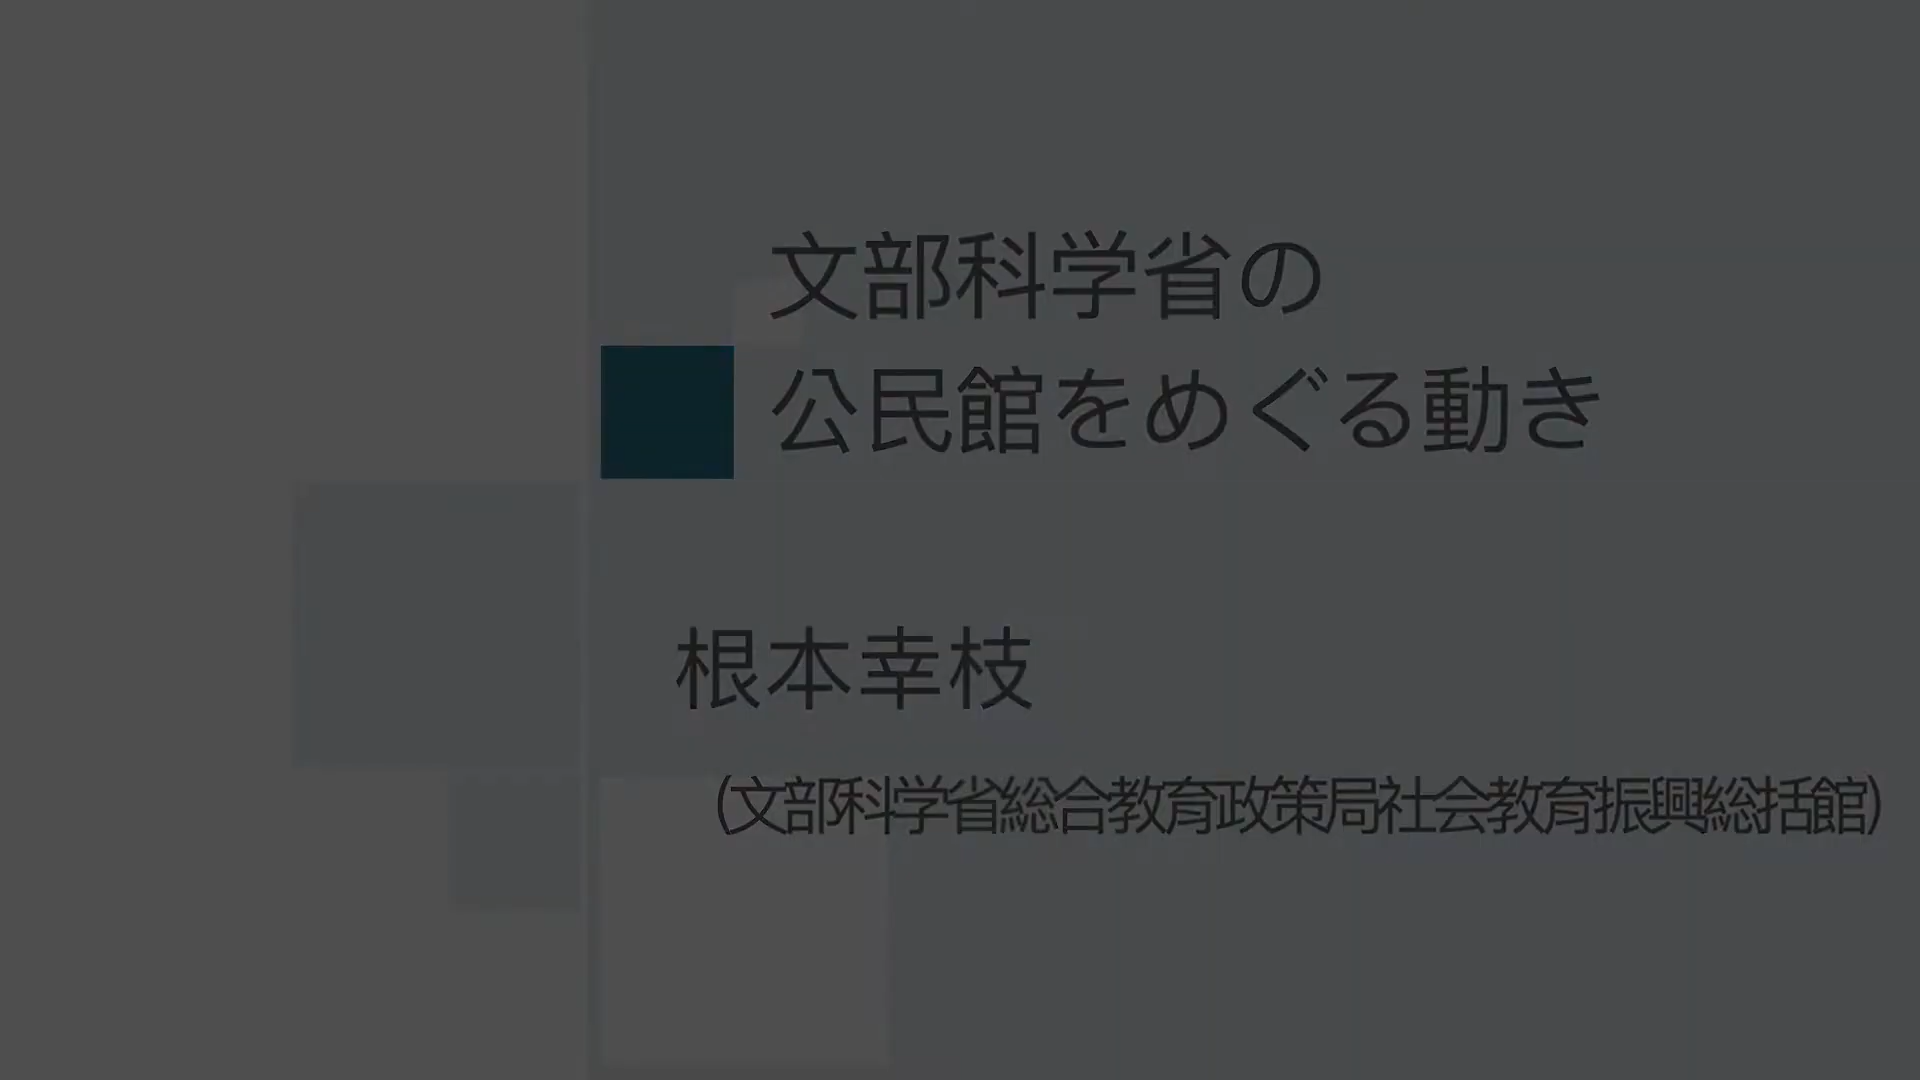 文部科学省の
公民館をめぐる動き
根本幸枝
(文部科学省総合教育政策局社会教育振興総括館)